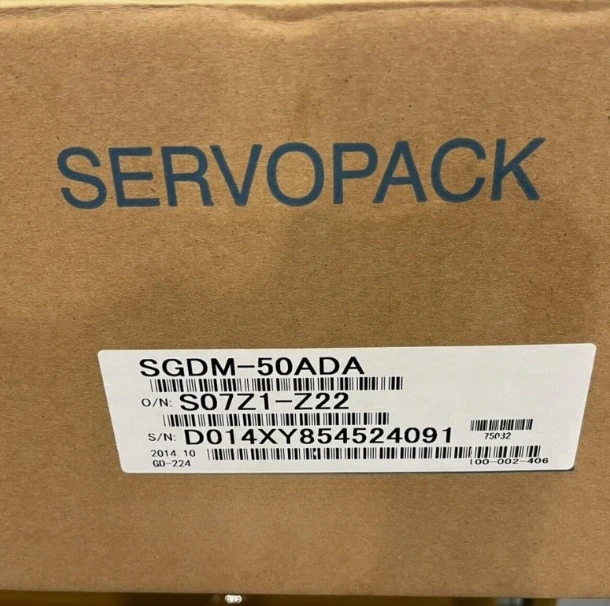 SERVOPACK
SGDM-50ADA
O/N: S07Z1-Z22
S/N: D014XY854524091
75032
2014.10
GD-224
100-002-406